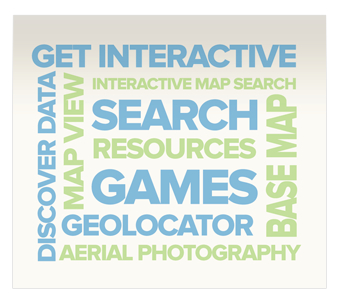 GET INTERACTIVE
DISCOVER DATA
MAP VIEW
INTERACTIVE MAP SEARCH
SEARCH
RESOURCES
GAMES
BASE MAP
GEOLOCATOR
AERIAL PHOTOGRAPHY